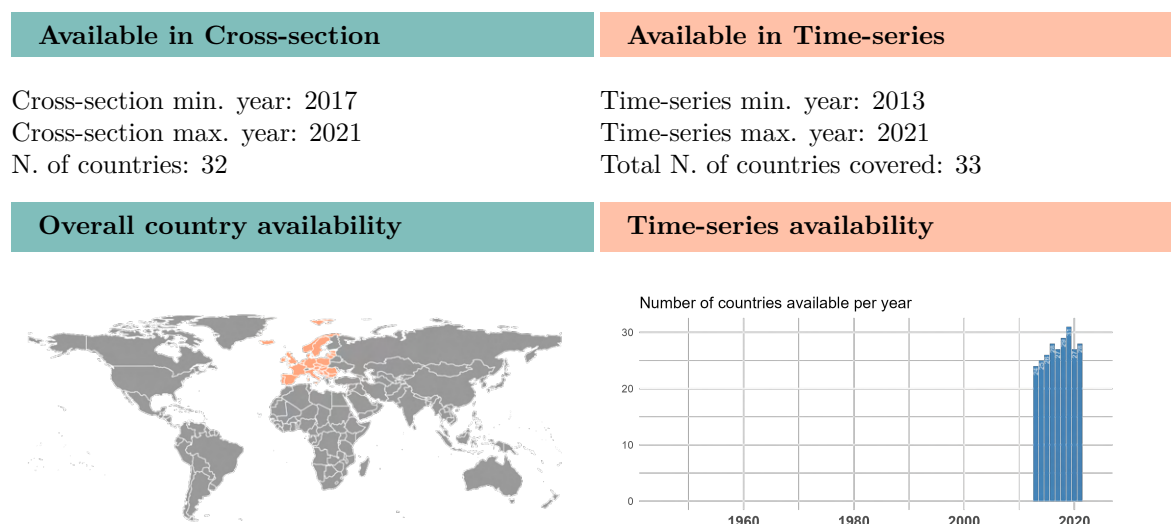 Available in Cross-section
Available in Time-series
Cross-section min. year: 2017
Cross-section max. year: 2021
N. of countries: 32
Time-series min. year: 2013
Time-series max. year: 2021
Total N. of countries covered: 33
Overall country availability
Time-series availability
Number of countries available per year
30
20
10
0
1960
1980
2000
2020